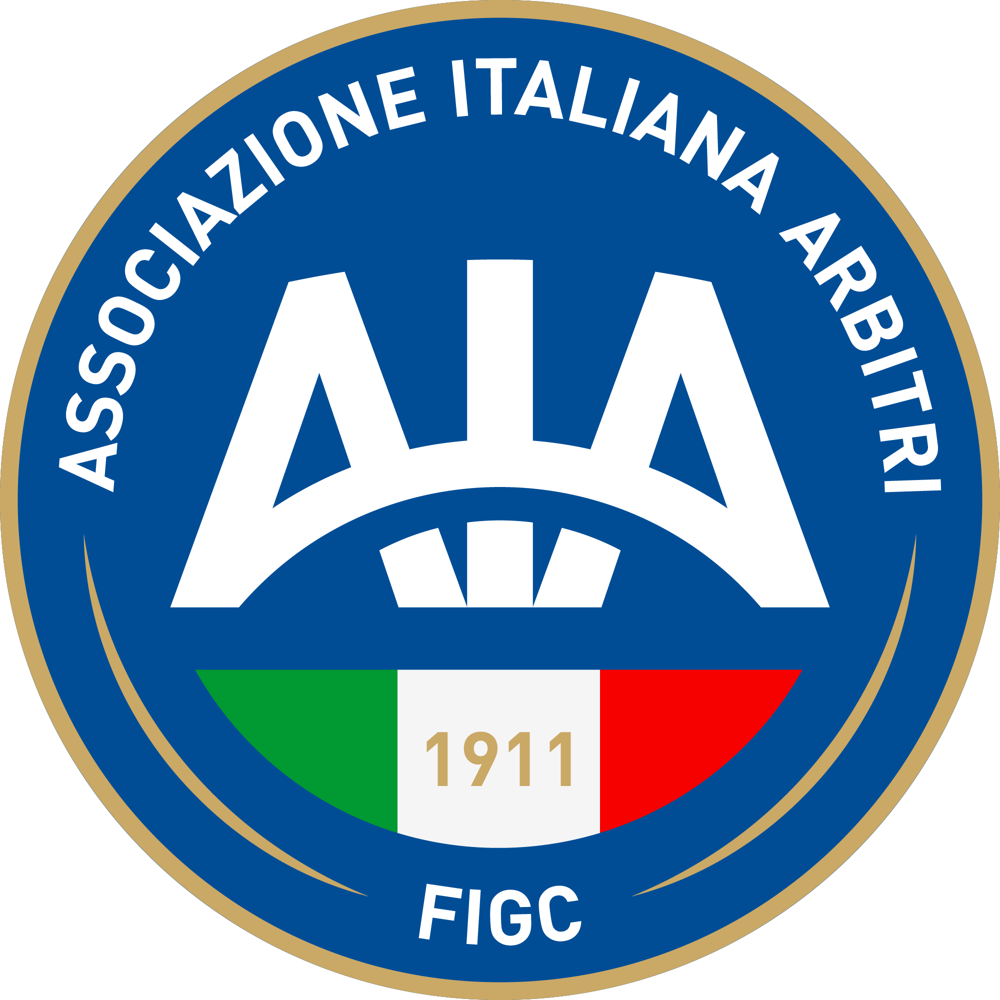 ASSOCIAZIONE ITALIANA ARBITRI
AIA
1911
FIGC